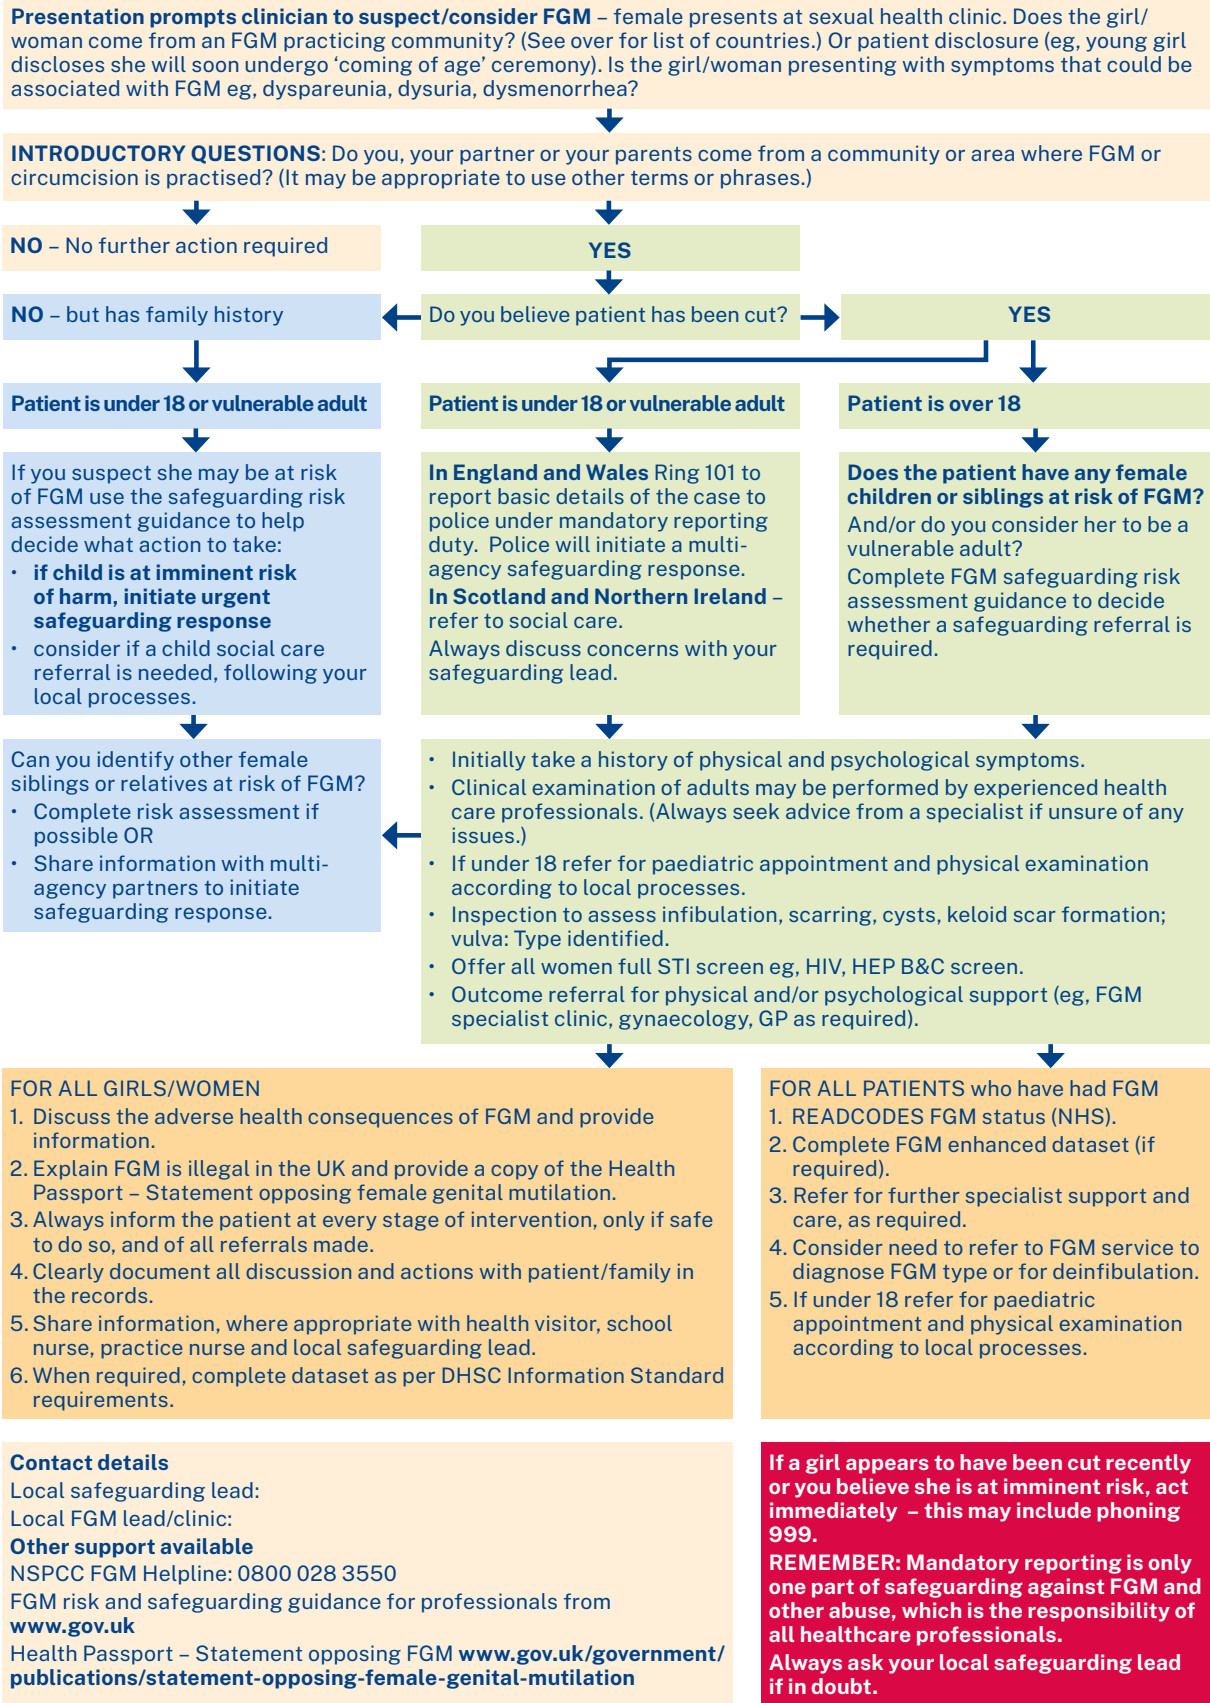 Presentation prompts clinician to suspect/consider FGM – female presents at sexual health clinic. Does the girl/
woman come from an FGM practicing community? (See over for list of countries.) Or patient disclosure (eg, young girl
discloses she will soon undergo ‘coming of age’ ceremony). Is the girl/woman presenting with symptoms that could be
associated with FGM eg, dyspareunia, dysuria, dysmenorrhea?
INTRODUCTORY QUESTIONS: Do you, your partner or your parents come from a community or area where FGM or
circumcision is practised? (It may be appropriate to use other terms or phrases.)
NO – No further action required
YES
NO – but has family history
Do you believe patient has been cut?
YES
Patient is under 18 or vulnerable adult
If you suspect she may be at risk
of FGM use the safeguarding risk
assessment guidance to help
decide what action to take:
• if child is at imminent risk
of harm, initiate urgent
safeguarding response
• consider if a child social care
referral is needed, following your
local processes.
Patient is under 18 or vulnerable adult
In England and Wales Ring 101 to
report basic details of the case to
police under mandatory reporting
duty. Police will initiate a multi-
agency safeguarding response.
In Scotland and Northern Ireland –
refer to social care.
Always discuss concerns with your
safeguarding lead.
Patient is over 18
Does the patient have any female
children or siblings at risk of FGM?
And/or do you consider her to be a
vulnerable adult?
Complete FGM safeguarding risk
assessment guidance to decide
whether a safeguarding referral is
required.
Can you identify other female
siblings or relatives at risk of FGM?
• Complete risk assessment if
possible OR
• Share information with multi-
agency partners to initiate
safeguarding response.
• Initially take a history of physical and psychological symptoms.
• Clinical examination of adults may be performed by experienced health
care professionals. (Always seek advice from a specialist if unsure of any
issues.)
• If under 18 refer for paediatric appointment and physical examination
according to local processes.
• Inspection to assess infibulation, scarring, cysts, keloid scar formation;
vulva: Type identified.
• Offer all women full STI screen eg, HIV, HEP B&C screen.
• Outcome referral for physical and/or psychological support (eg, FGM
specialist clinic, gynaecology, GP as required).
FOR ALL GIRLS/WOMEN
1. Discuss the adverse health consequences of FGM and provide
information.
2. Explain FGM is illegal in the UK and provide a copy of the Health
Passport – Statement opposing female genital mutilation.
3. Always inform the patient at every stage of intervention, only if safe
to do so, and of all referrals made.
4. Clearly document all discussion and actions with patient/family in
the records.
5. Share information, where appropriate with health visitor, school
nurse, practice nurse and local safeguarding lead.
6. When required, complete dataset as per DHSC Information Standard
requirements.
FOR ALL PATIENTS who have had FGM
1. READCODES FGM status (NHS).
2. Complete FGM enhanced dataset (if
required).
3. Refer for further specialist support and
care, as required.
4. Consider need to refer to FGM service to
diagnose FGM type or for deinfibulation.
5. If under 18 refer for paediatric
appointment and physical examination
according to local processes.
Contact details
Local safeguarding lead:
Local FGM lead/clinic:
Other support available
NSPCC FGM Helpline: 0800 028 3550
FGM risk and safeguarding guidance for professionals from
www.gov.uk
Health Passport – Statement opposing FGM www.gov.uk/government/
publications/statement-opposing-female-genital-mutilation
If a girl appears to have been cut recently
or you believe she is at imminent risk, act
immediately – this may include phoning
999.
REMEMBER: Mandatory reporting is only
one part of safeguarding against FGM and
other abuse, which is the responsibility of
all healthcare professionals.
Always ask your local safeguarding lead
if in doubt.